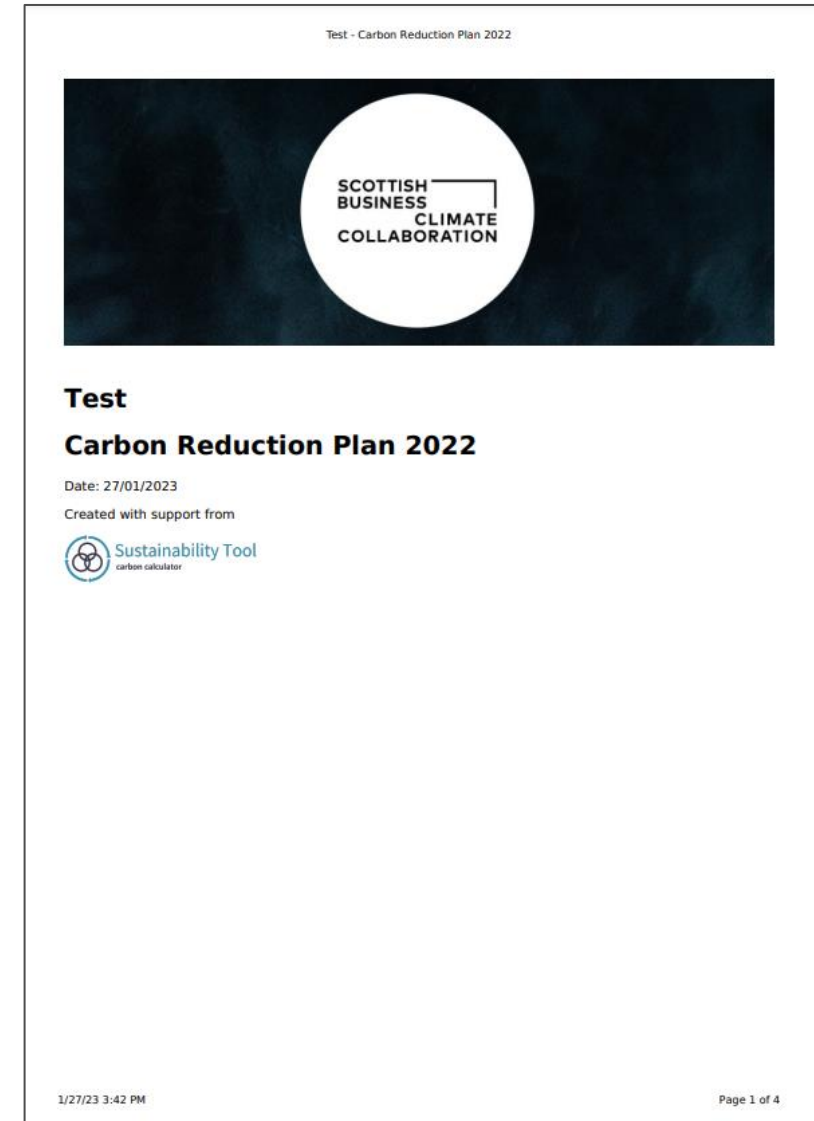 Test - Carbon Reduction Plan 2022
SCOTTISH
BUSINESS
CLIMATE
COLLABORATION
Test
Carbon Reduction Plan 2022
Date: 27/01/2023
Created with support from
Sustainability Tool
carbon calculator
1/27/23 3:42 PM
Page 1 of 4